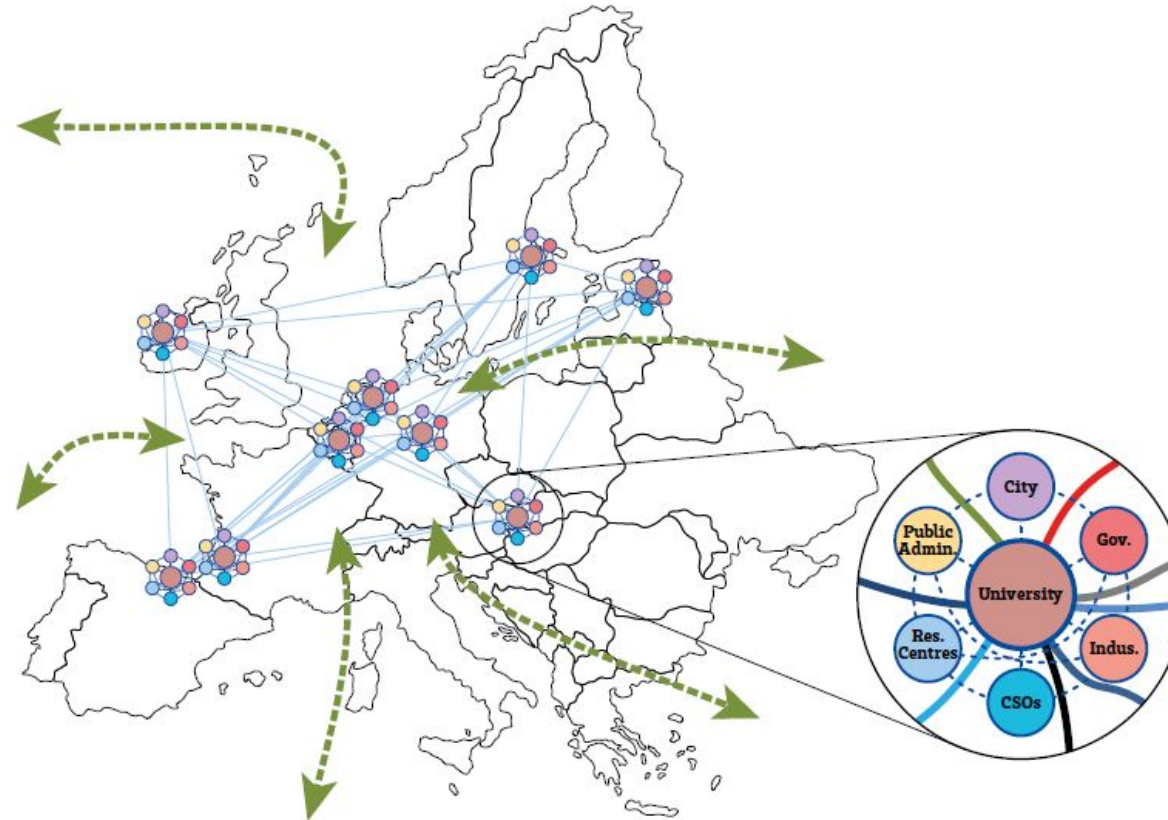 City
Public
Admin.
Gov.
University
Res.
Centres
Indus.
CSOs